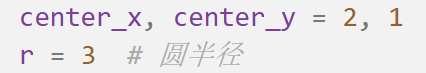 center_x, center_y = 2, 1
r = 3  # 圆半径